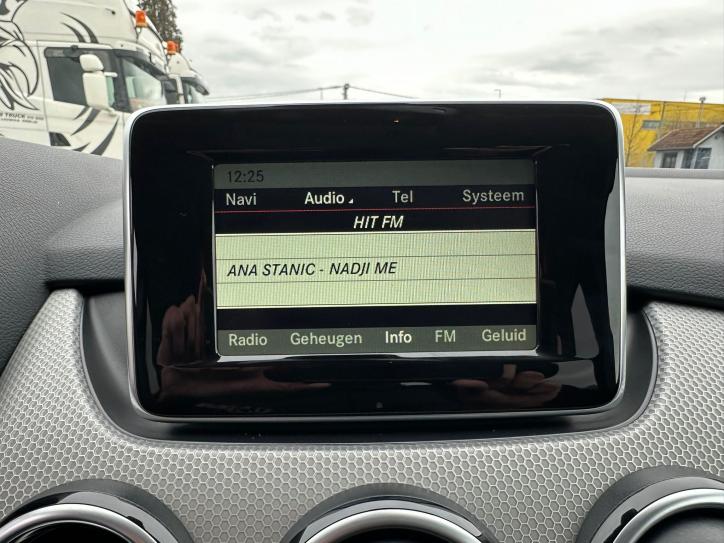 12:25
Navi Audio Tel Systeem
HIT FM
ANA STANIC - NADJI ME
Radio Geheugen Info FM Geluid